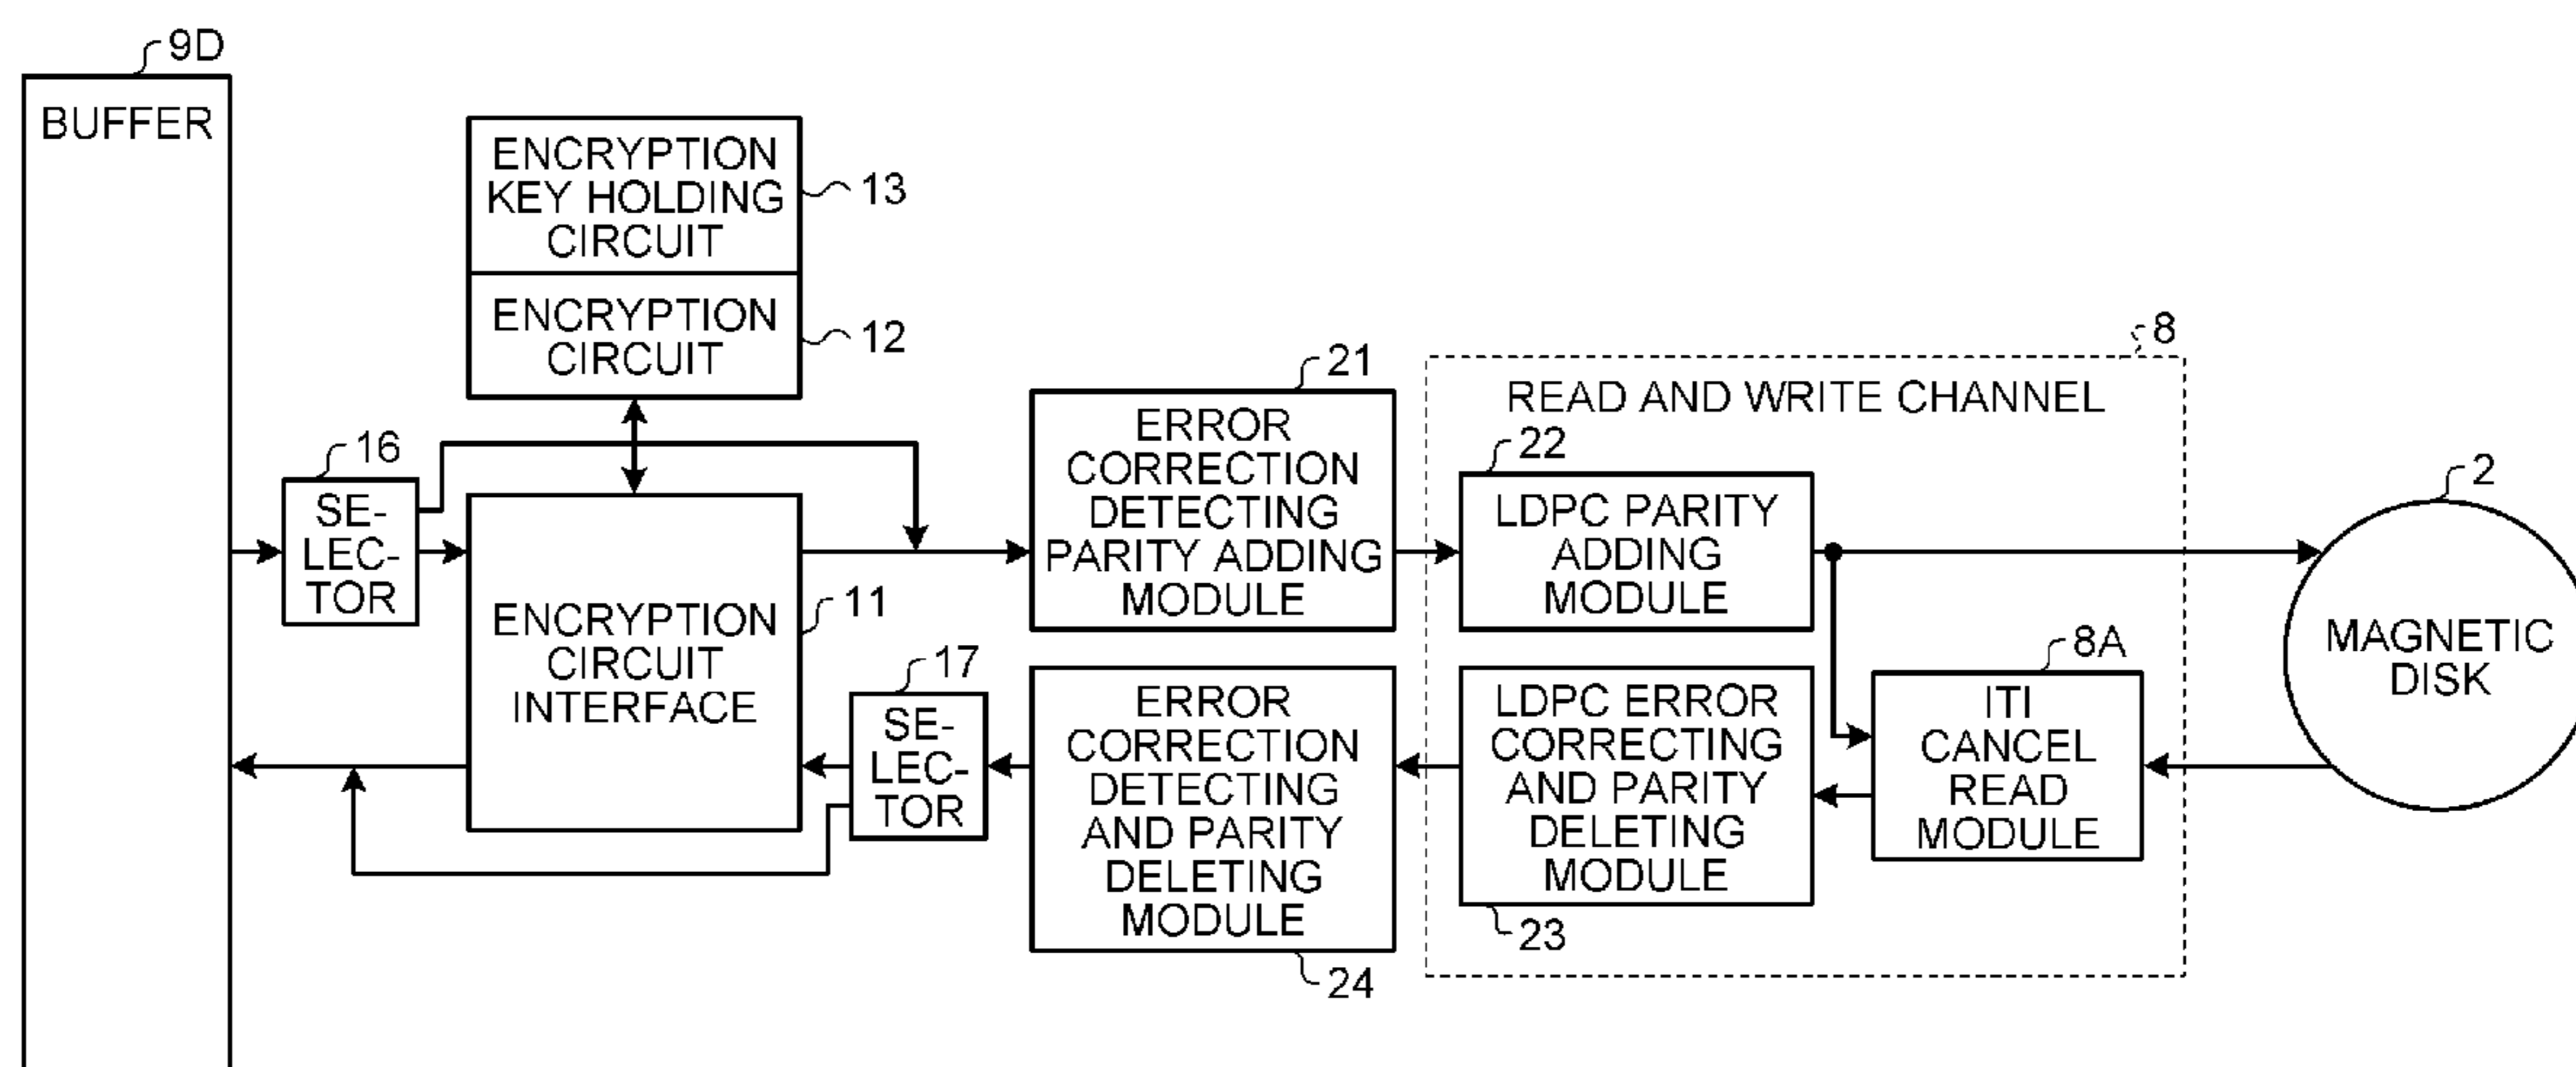 9D
BUFFER
ENCRYPTION
KEY HOLDING
CIRCUIT
13
ENCRYPTION
CIRCUIT
12
16
SE-
LEC-
TOR
ENCRYPTION
CIRCUIT
INTERFACE
11
17
SE-
LEC-
TOR
21
ERROR
CORRECTION
DETECTING
PARITY ADDING
MODULE
ERROR
CORRECTION
DETECTING
AND PARITY
DELETING
MODULE
24
8
READ AND WRITE CHANNEL
22
LDPC PARITY
ADDING
MODULE
LDPC ERROR
CORRECTING
AND PARITY
DELETING
MODULE
23
8A
ITI
CANCEL
READ
MODULE
2
MAGNETIC
DISK